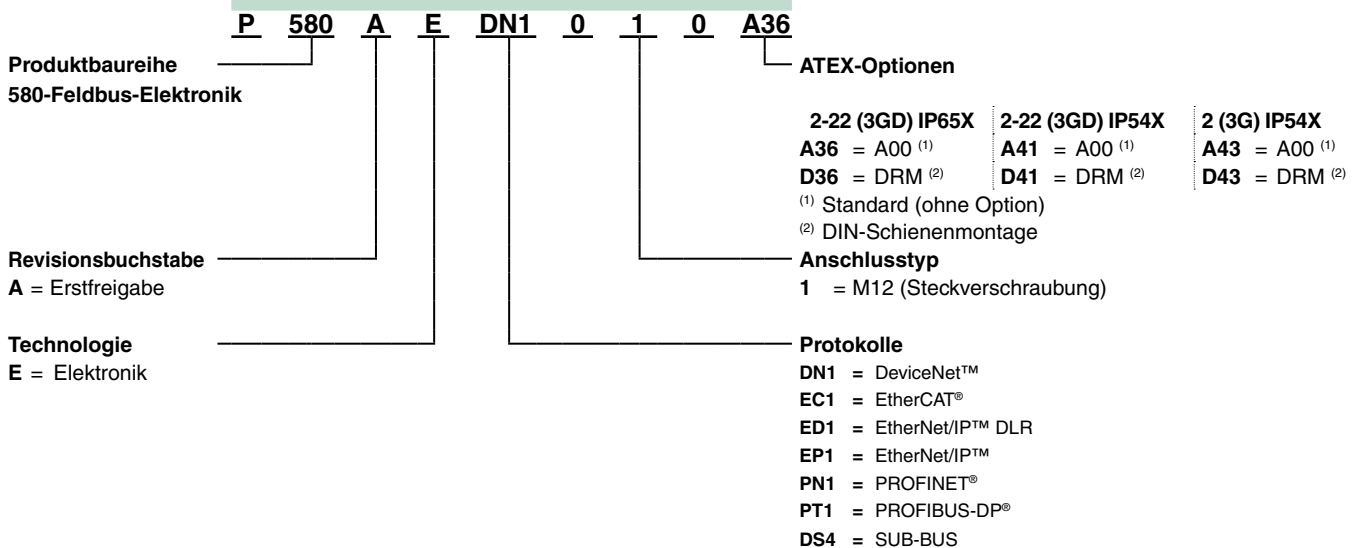 P 580 A E DN1 0 1 0 A36
Produktbaureihe
580-Feldbus-Elektronik
ATEX-Optionen
2-22 (3GD) IP65X 2-22 (3GD) IP54X 2 (3G) IP54X
A36 = A00 (1) A41 = A00 (1) A43 = A00 (1)
D36 = DRM (2) D41 = DRM (2) D43 = DRM (2)
(1) Standard (ohne Option)
(2) DIN-Schienenmontage
Revisionsbuchstabe
A = Erstfreigabe
Anschlusstyp
1 = M12 (Steckverschraubung)
Technologie
E = Elektronik
Protokolle
DN1 = DeviceNet™
EC1 = EtherCAT®
ED1 = EtherNet/IP™ DLR
EP1 = EtherNet/IP™
PN1 = PROFINET®
PT1 = PROFIBUS-DP®
DS4 = SUB-BUS